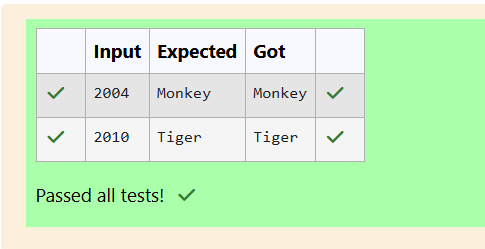 Input Expected Got
2004 Monkey Monkey
2010 Tiger Tiger
Passed all tests!